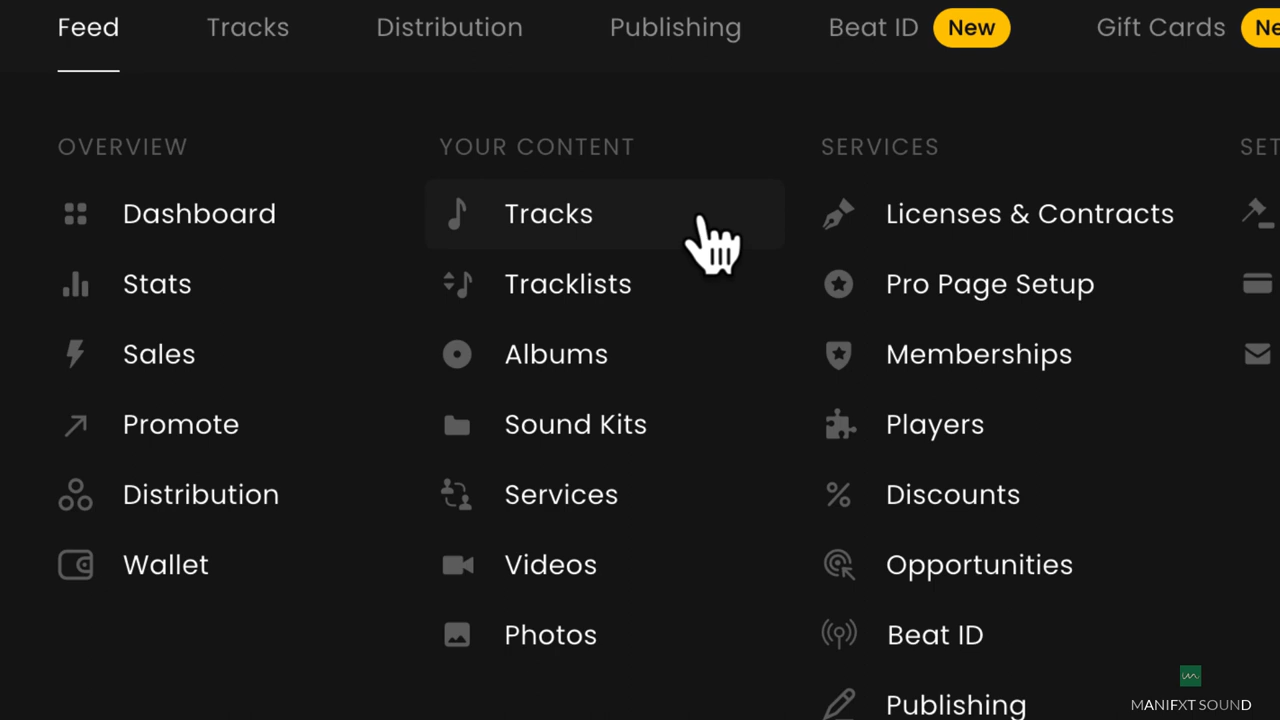 Feed Tracks Distribution Publishing Beat ID New Gift Cards Ne
OVERVIEW
Dashboard
Stats
Sales
Promote
Distribution
Wallet
YOUR CONTENT
Tracks
Tracklists
Albums
Sound Kits
Services
Videos
Photos
SERVICES
Licenses & Contracts
Pro Page Setup
Memberships
Players
Discounts
Opportunities
Beat ID
Publishing
SET
MANIFXT SOUND